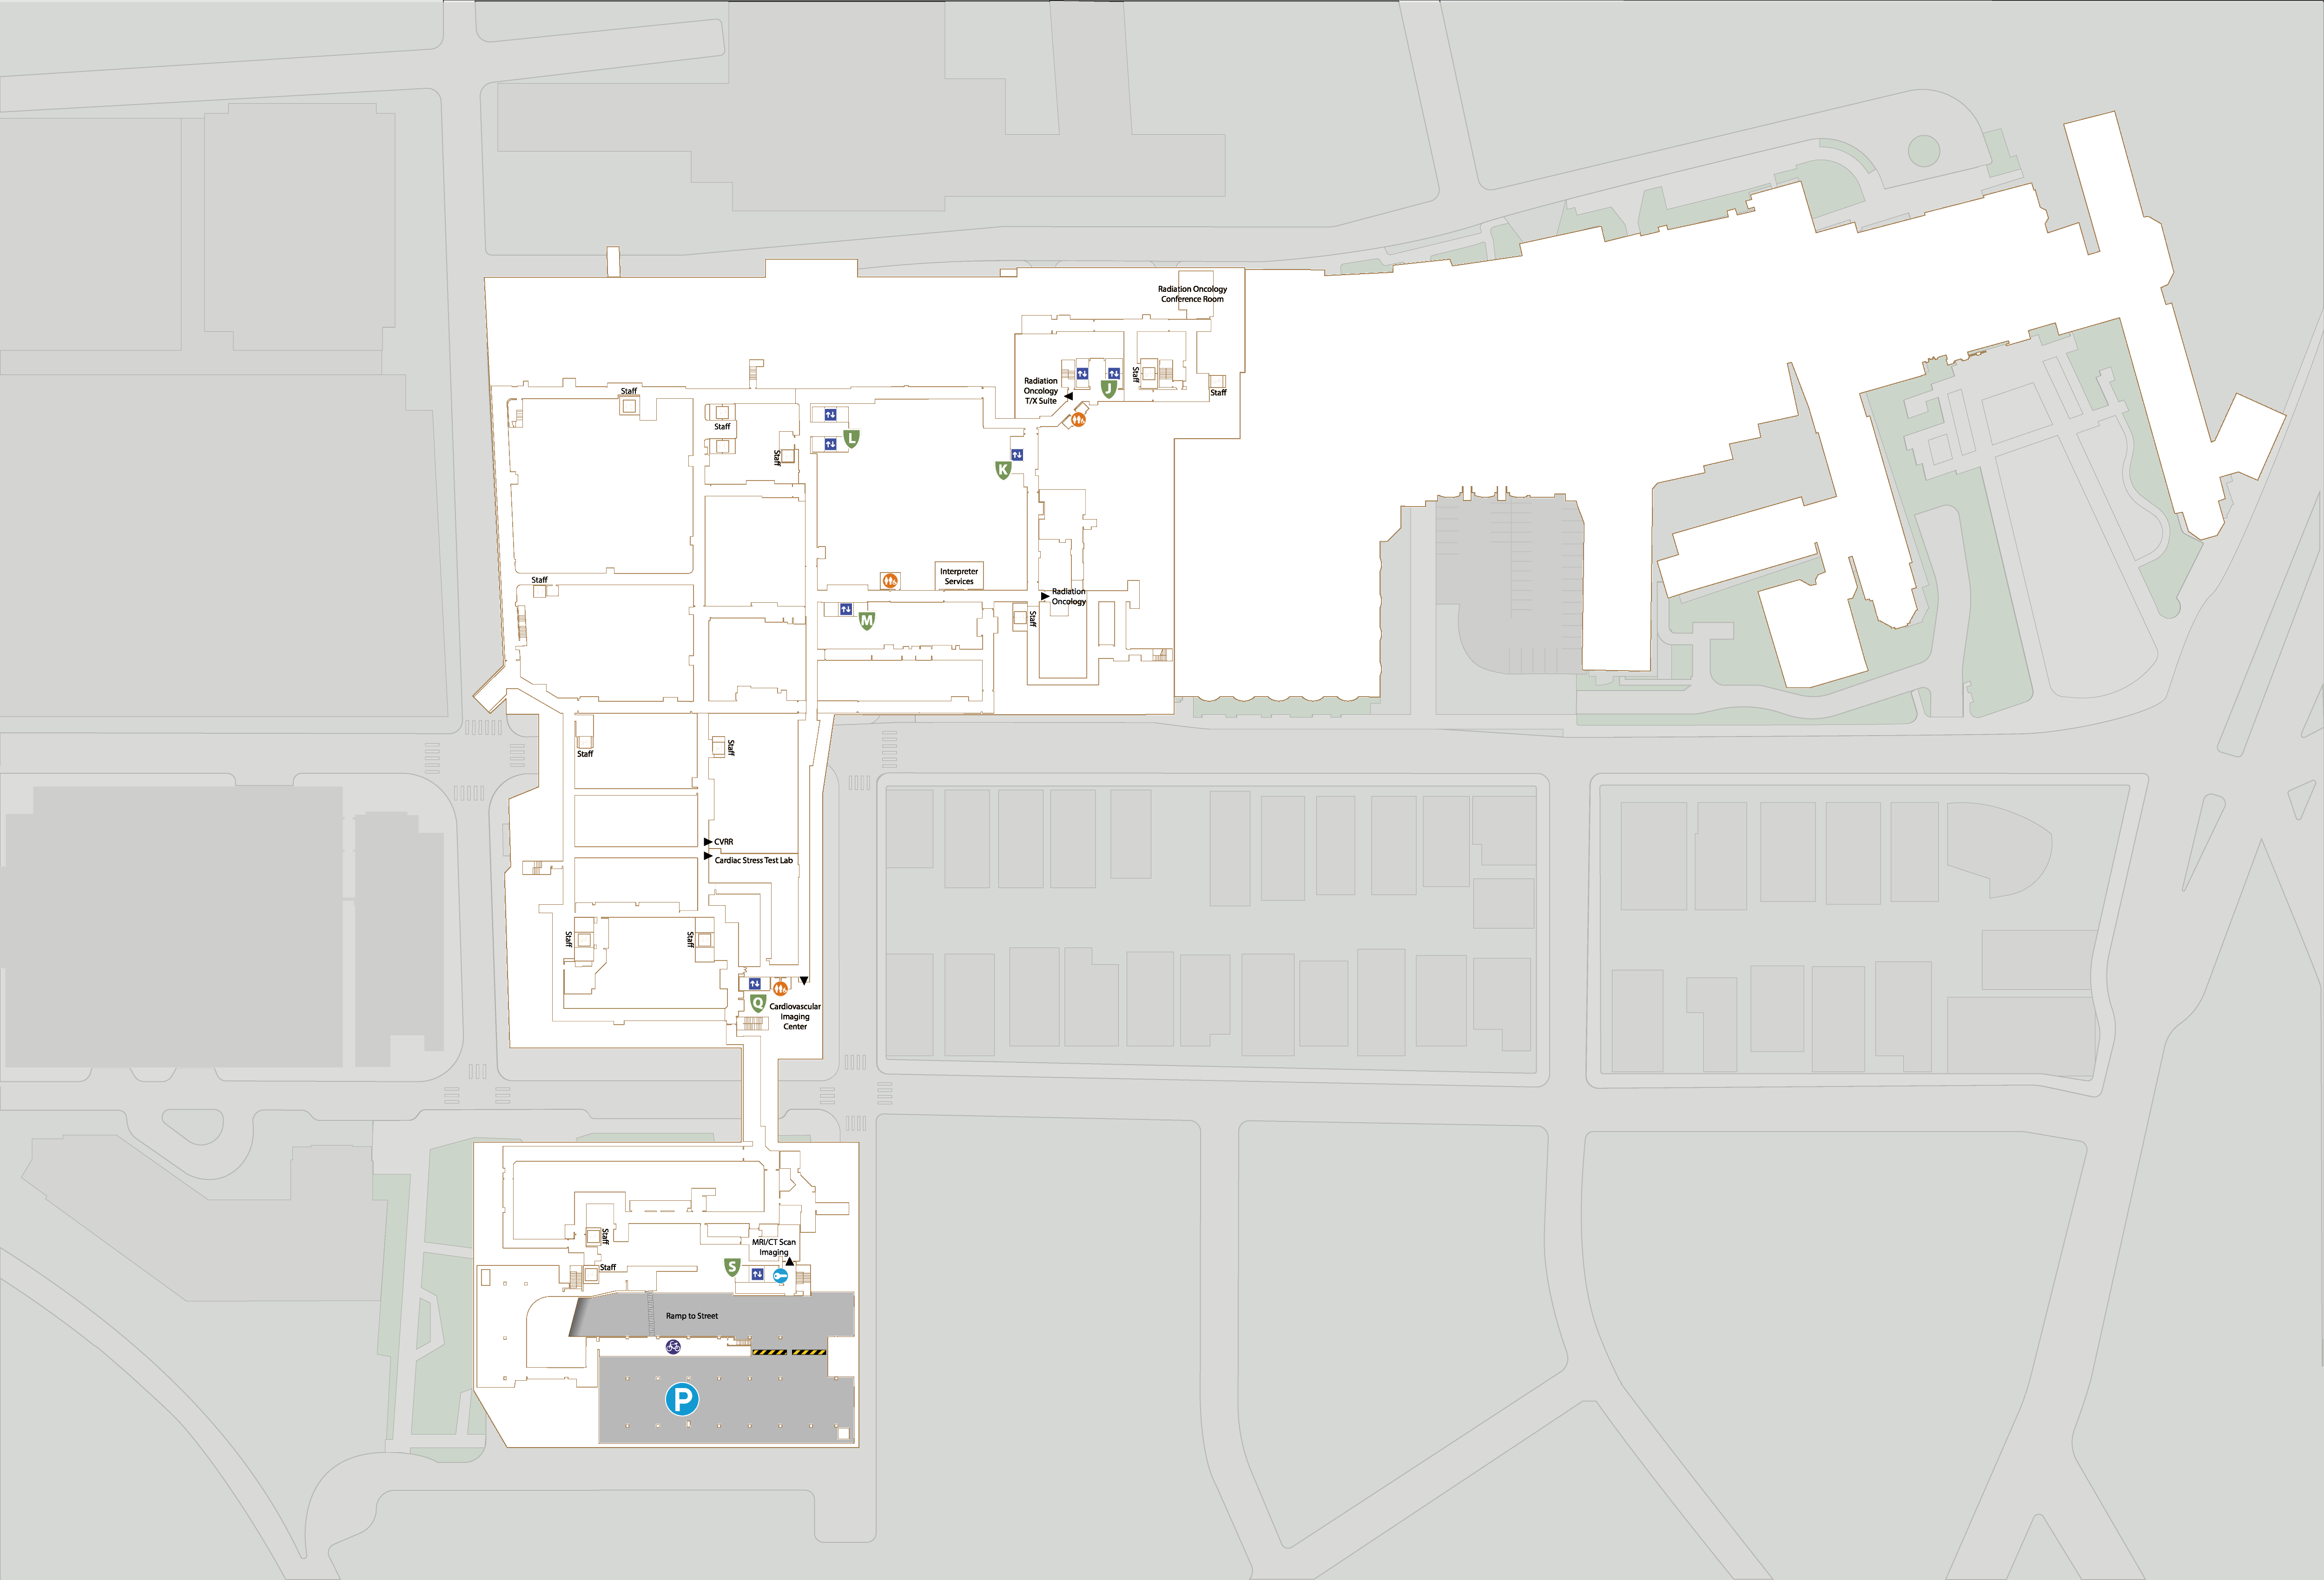 Radiation Oncology
Conference Room
Staff
Radiation
Oncology
T/X Suite
J
Staff
Staff
Staff
L
Staff
K
Staff
Interpreter
Services
M
Radiation
Oncology
Staff
Staff
Staff
CVRR
Cardiac Stress Test Lab
Staff
Staff
Q
Cardiovascular
Imaging
Center
Staff
MRI/CT Scan
Imaging
Staff
S
Ramp to Street
P